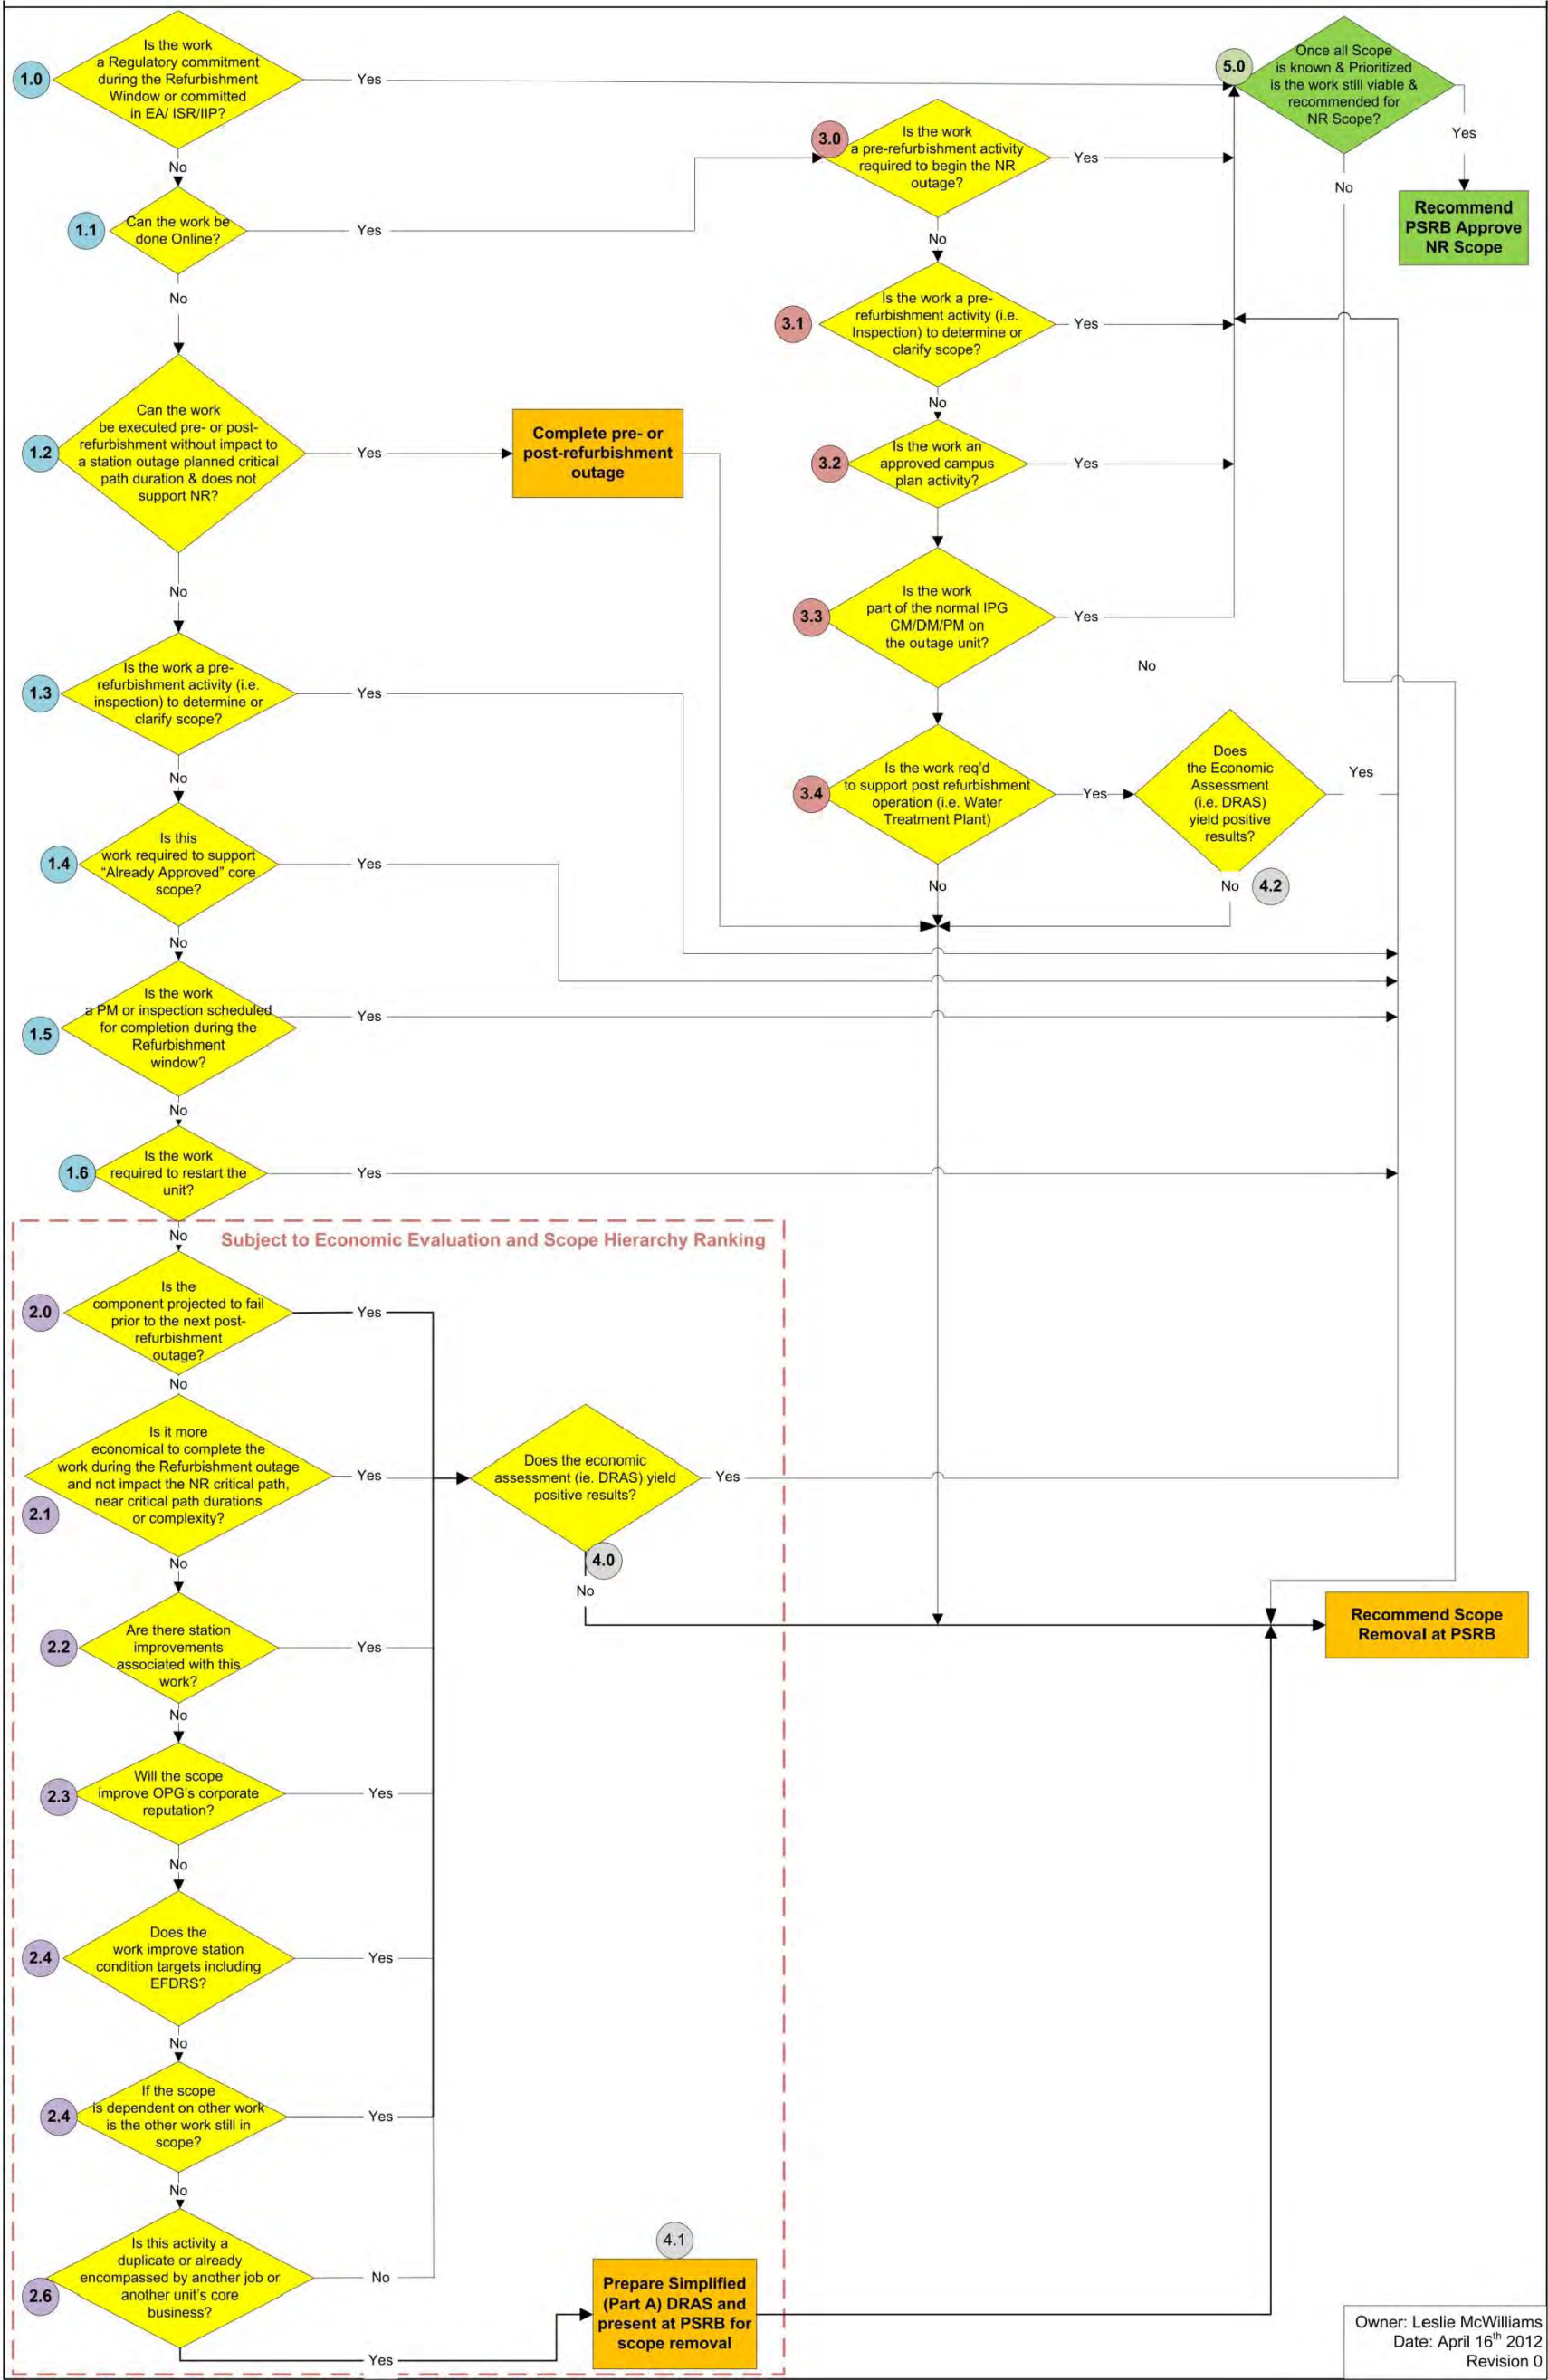 1.0
Is the work
a Regulatory commitment
during the Refurbishment
Window or committed
in EA/ ISR/IIP?
Yes
No
1.1
Can the work be
done Online?
Yes
No
1.2
Can the work
be executed pre- or post-
refurbishment without impact to
a station outage planned critical
path duration & does not
support NR?
Yes
Complete pre- or
post-refurbishment
outage
No
1.3
Is the work a pre-
refurbishment activity (i.e.
inspection) to determine or
clarify scope?
Yes
No
1.4
Is this
work required to support
“Already Approved” core
scope?
Yes
No
1.5
Is the work
a PM or inspection scheduled
for completion during the
Refurbishment
window?
Yes
No
1.6
Is the work
required to restart the
unit?
Yes
No
5.0
Once all Scope
is known & Prioritized
is the work still viable &
recommended for
NR Scope?
Yes
No
Recommend
PSRB Approve
NR Scope
3.0
Is the work
a pre-refurbishment activity
required to begin the NR
outage?
Yes
No
3.1
Is the work a pre-
refurbishment activity (i.e.
Inspection) to determine or
clarify scope?
Yes
No
3.2
Is the work an
approved campus
plan activity?
Yes
3.3
Is the work
part of the normal IPG
CM/DM/PM on
the outage unit?
Yes
No
3.4
Is the work req’d
to support post refurbishment
operation (i.e. Water
Treatment Plant)
Yes
No
Does
the Economic
Assessment
(i.e. DRAS)
yield positive
results?
Yes
No
4.2
Subject to Economic Evaluation and Scope Hierarchy Ranking
2.0
Is the
component projected to fail
prior to the next post-
refurbishment
outage?
Yes
No
2.1
Is it more
economical to complete the
work during the Refurbishment outage
and not impact the NR critical path,
near critical path durations
or complexity?
Yes
No
Does the economic
assessment (ie. DRAS) yield
positive results?
Yes
4.0
No
2.2
Are there station
improvements
associated with this
work?
Yes
No
Recommend Scope
Removal at PSRB
2.3
Will the scope
improve OPG’s corporate
reputation?
Yes
No
2.4
Does the
work improve station
condition targets including
EFDRS?
Yes
No
2.4
If the scope
is dependent on other work
is the other work still in
scope?
Yes
No
2.6
Is this activity a
duplicate or already
encompassed by another job or
another unit’s core
business?
No
Yes
4.1
Prepare Simplified
(Part A) DRAS and
present at PSRB for
scope removal
Owner: Leslie McWilliams
Date: April 16th 2012
Revision 0